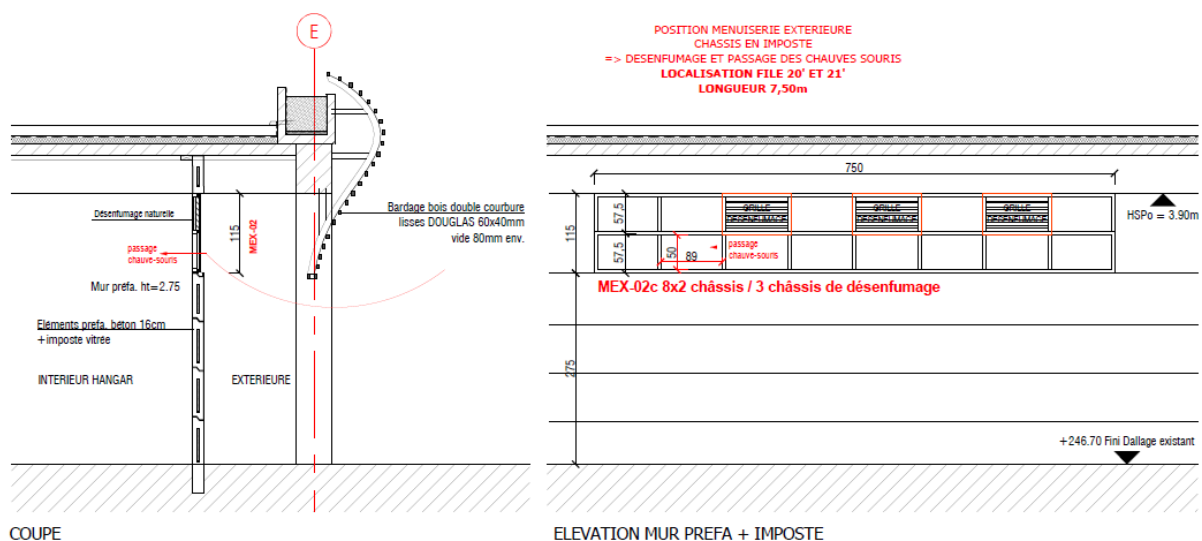 E
POSITION MENUISERIE EXTERIEURE
CHASSIS EN IMPOSTE
=> DESENFUMAGE ET PASSAGE DES CHAUVES SOURIS
LOCALISATION FILE 20' ET 21'
LONGUEUR 7,50m
Désenfumage naturelle
passage
chauve-souris
115
MEX-02
Bardage bois double courbure
lisses DOUGLAS 60x40mm
vide 80mm env.
Mur préfa. ht=2.75
Eléments prefa. béton 16cm
+imposte vitrée
INTERIEUR HANGAR
EXTERIEURE
COUPE
750
115
57,5
57,5
GRILLE
DESENFUMAGE
GRILLE
DESENFUMAGE
GRILLE
DESENFUMAGE
HSPo = 3.90m
50
89
passage
chauve-souris
MEX-02c 8x2 châssis / 3 châssis de désenfumage
275
+246.70 Fini Dallage existant
ELEVATION MUR PREFA + IMPOSTE